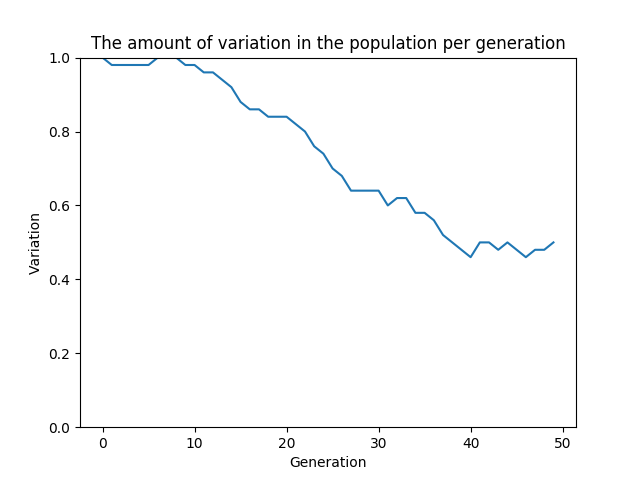 The amount of variation in the population per generation
1.0
0.8
0.6
0.4
0.2
0.0
Variation
0 10 20 30 40 50
Generation